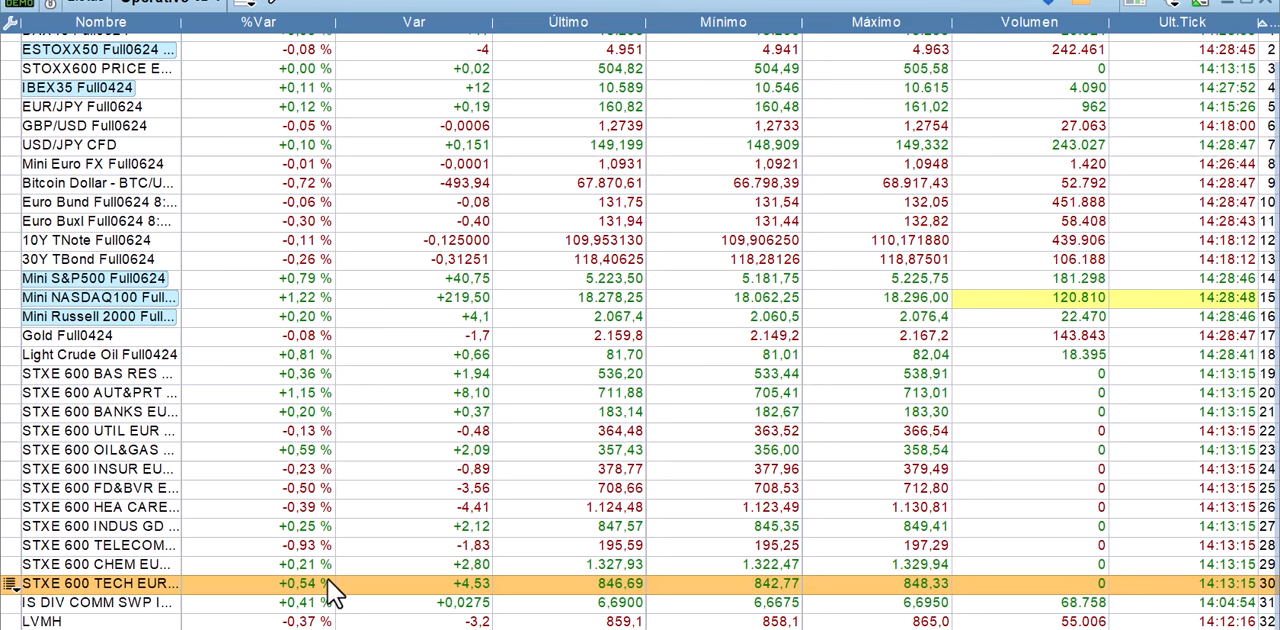 DEMO
Nombre %Var Var Último Mínimo Máximo Volumen Ult.Tick
ESTOXX50 Full0624 ... -0,08 % -4 4.951 4.941 4.963 242.461 14:28:45 2
STOXX600 PRICE E... +0,00 % +0,02 504,82 504,49 505,58 0 14:13:15 3
IBEX35 Full0424 +0,11 % +12 10.589 10.546 10.615 4.090 14:27:52 4
EUR/JPY Full0624 +0,12 % +0,19 160,82 160,48 161,02 962 14:15:26 5
GBP/USD Full0624 -0,05 % -0,0006 1,2739 1,2733 1,2754 27.063 14:18:00 6
USD/JPY CFD +0,10 % +0,151 149,199 148,909 149,332 243.027 14:28:47 7
Mini Euro FX Full0624 -0,01 % -0,0001 1,0931 1,0921 1,0948 1.420 14:26:44 8
Bitcoin Dollar - BTC/U... -0,72 % -493,94 67.870,61 66.798,39 68.917,43 52.792 14:28:47 9
Euro Bund Full0624 8:... -0,06 % -0,08 131,75 131,54 132,05 451.888 14:28:47 10
Euro Buxl Full0624 8:... -0,30 % -0,40 131,94 131,44 132,82 58.408 14:28:43 11
10Y TNote Full0624 -0,11 % -0,125000 109,953130 109,906250 110,171880 439.906 14:18:12 12
30Y TBond Full0624 -0,26 % -0,31251 118,40625 118,28126 118,87501 106.188 14:18:12 13
Mini S&P500 Full0624 +0,79 % +40,75 5.223,50 5.181,75 5.225,75 181.298 14:28:46 14
Mini NASDAQ100 Full... +1,22 % +219,50 18.278,25 18.062,25 18.296,00 120.810 14:28:48 15
Mini Russell 2000 Full... +0,20 % +4,1 2.067,4 2.060,5 2.076,4 22.470 14:28:46 16
Gold Full0424 -0,08 % -1,7 2.159,8 2.149,2 2.167,2 143.843 14:28:47 17
Light Crude Oil Full0424 +0,81 % +0,66 81,70 81,01 82,04 18.395 14:28:41 18
STXE 600 BAS RES ... +0,36 % +1,94 536,20 533,44 538,91 0 14:13:15 19
STXE 600 AUT&PRT ... +1,15 % +8,10 711,88 705,41 713,01 0 14:13:15 20
STXE 600 BANKS EU... +0,20 % +0,37 183,14 182,67 183,30 0 14:13:15 21
STXE 600 UTIL EUR ... -0,13 % -0,48 364,48 363,52 366,54 0 14:13:15 22
STXE 600 OIL&GAS ... +0,59 % +2,09 357,43 356,00 358,54 0 14:13:15 23
STXE 600 INSUR EU... -0,23 % -0,89 378,77 377,96 379,49 0 14:13:15 24
STXE 600 FD&BVR E... -0,50 % -3,56 708,66 708,53 712,80 0 14:13:15 25
STXE 600 HEA CARE... -0,39 % -4,41 1.124,48 1.123,49 1.130,81 0 14:13:15 26
STXE 600 INDUS GD ... +0,25 % +2,12 847,57 845,35 849,41 0 14:13:15 27
STXE 600 TELECOM... -0,93 % -1,83 195,59 195,25 197,29 0 14:13:15 28
STXE 600 CHEM EU... +0,21 % +2,80 1.327,93 1.322,47 1.329,94 0 14:13:15 29
STXE 600 TECH EUR... +0,54 % +4,53 846,69 842,77 848,33 0 14:13:15 30
IS DIV COMM SWP I... +0,41 % +0,0275 6,6900 6,6675 6,6950 68.758 14:04:54 31
LVMH -0,37 % -3,2 859,1 858,1 865,0 55.006 14:12:16 32